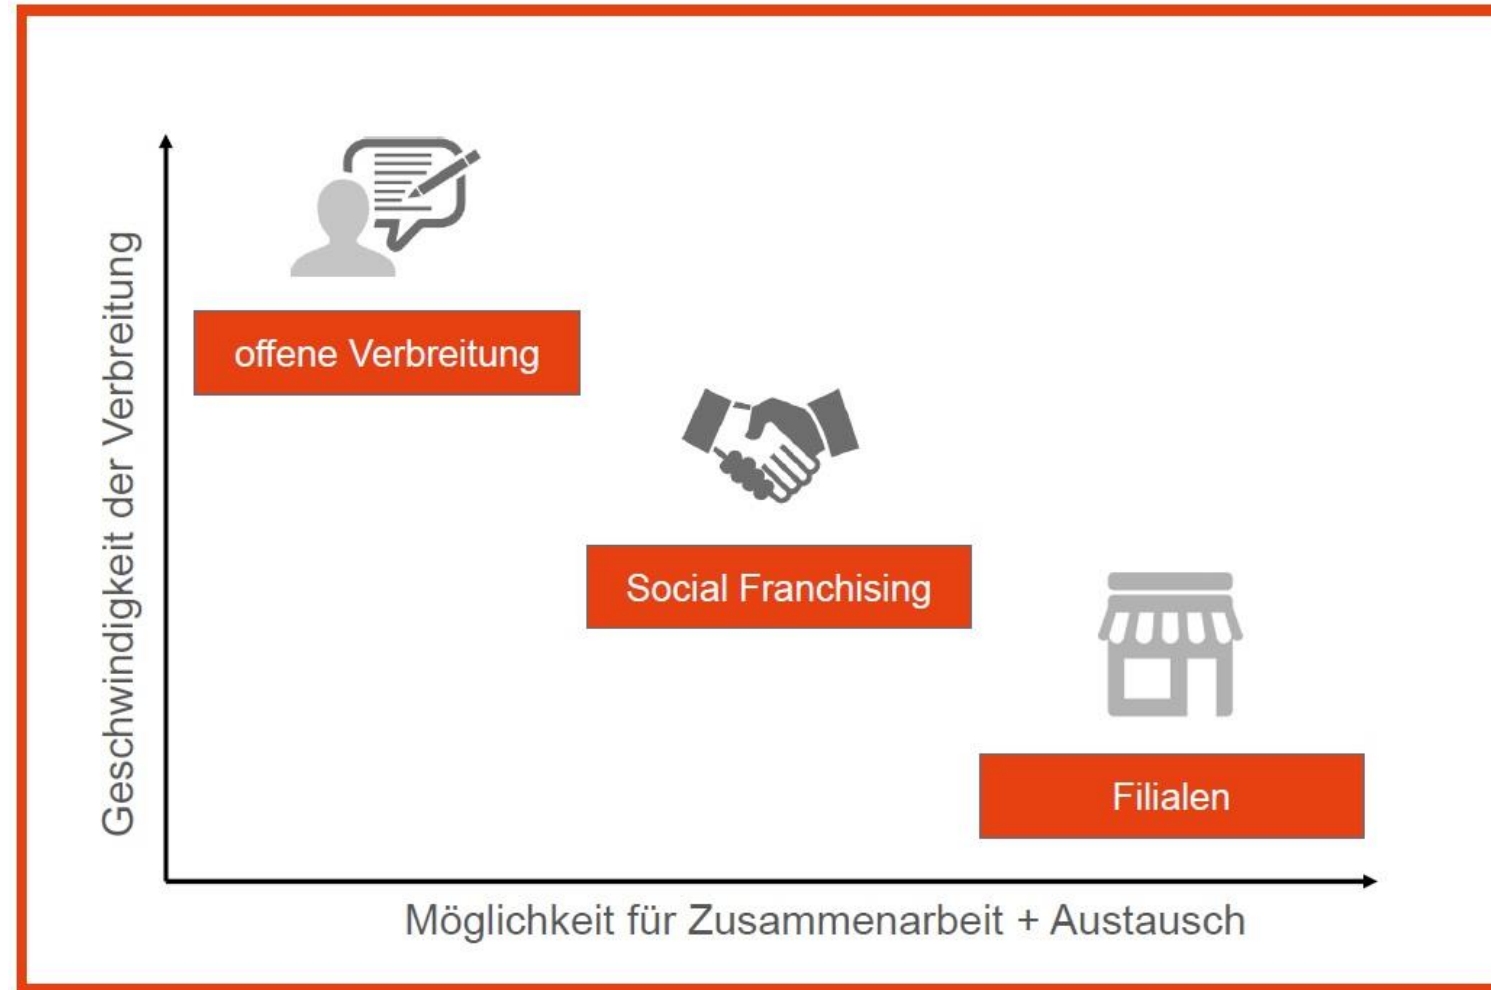 Geschwindigkeit der Verbreitung
offene Verbreitung
Social Franchising
Filialen
Möglichkeit für Zusammenarbeit + Austausch